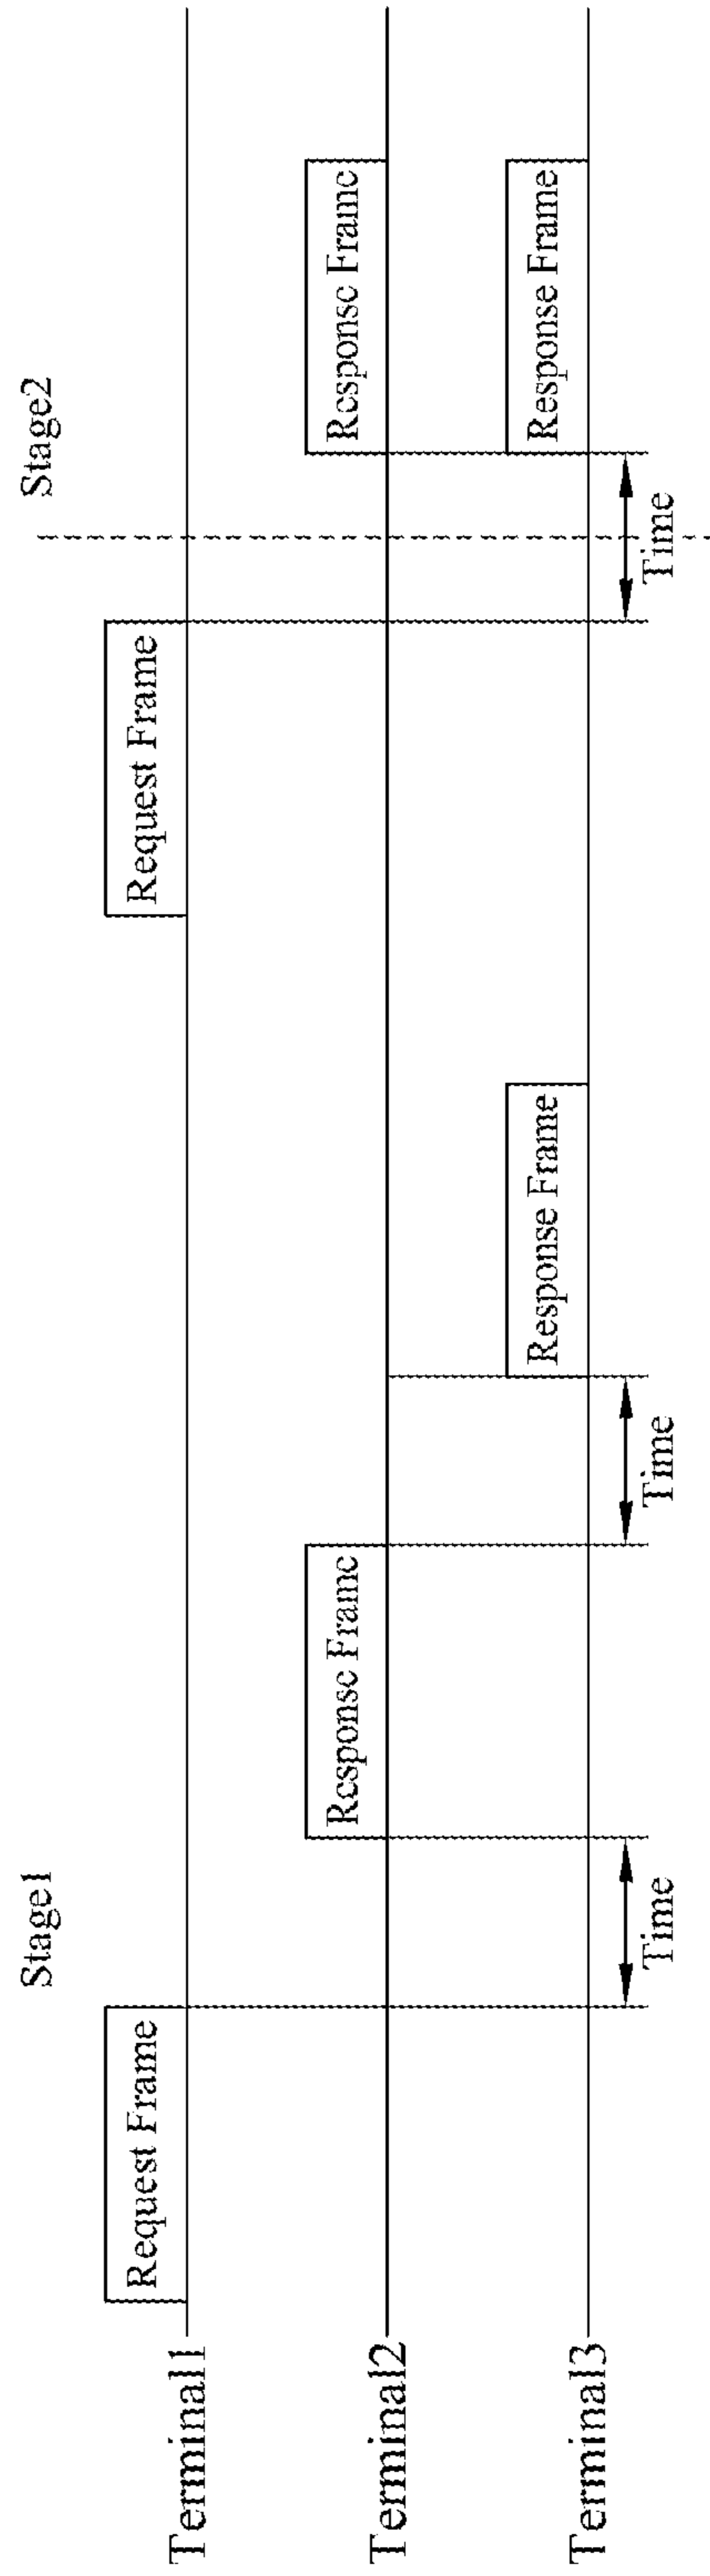 Stage1
Stage2
Terminal1
Request Frame
Request Frame
Terminal2
Response Frame
Response Frame
Terminal3
Response Frame
Response Frame
Time
Time
Time